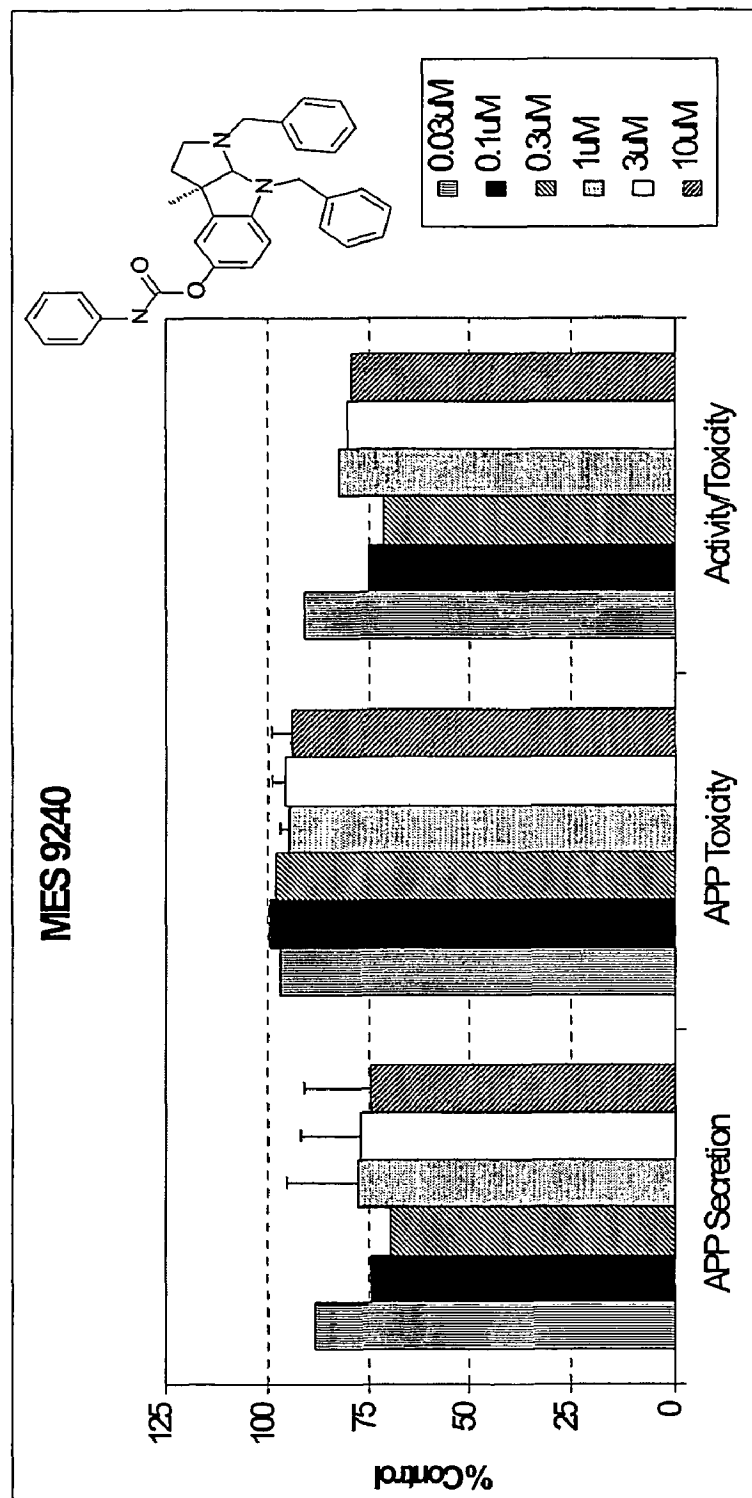 MES 9240
% Control
125
100
75
50
25
0
APP Secretion
APP Toxicity
Activity/Toxicity
N
O
O
N
N
0.03uM
0.1uM
0.3uM
1uM
3uM
10uM